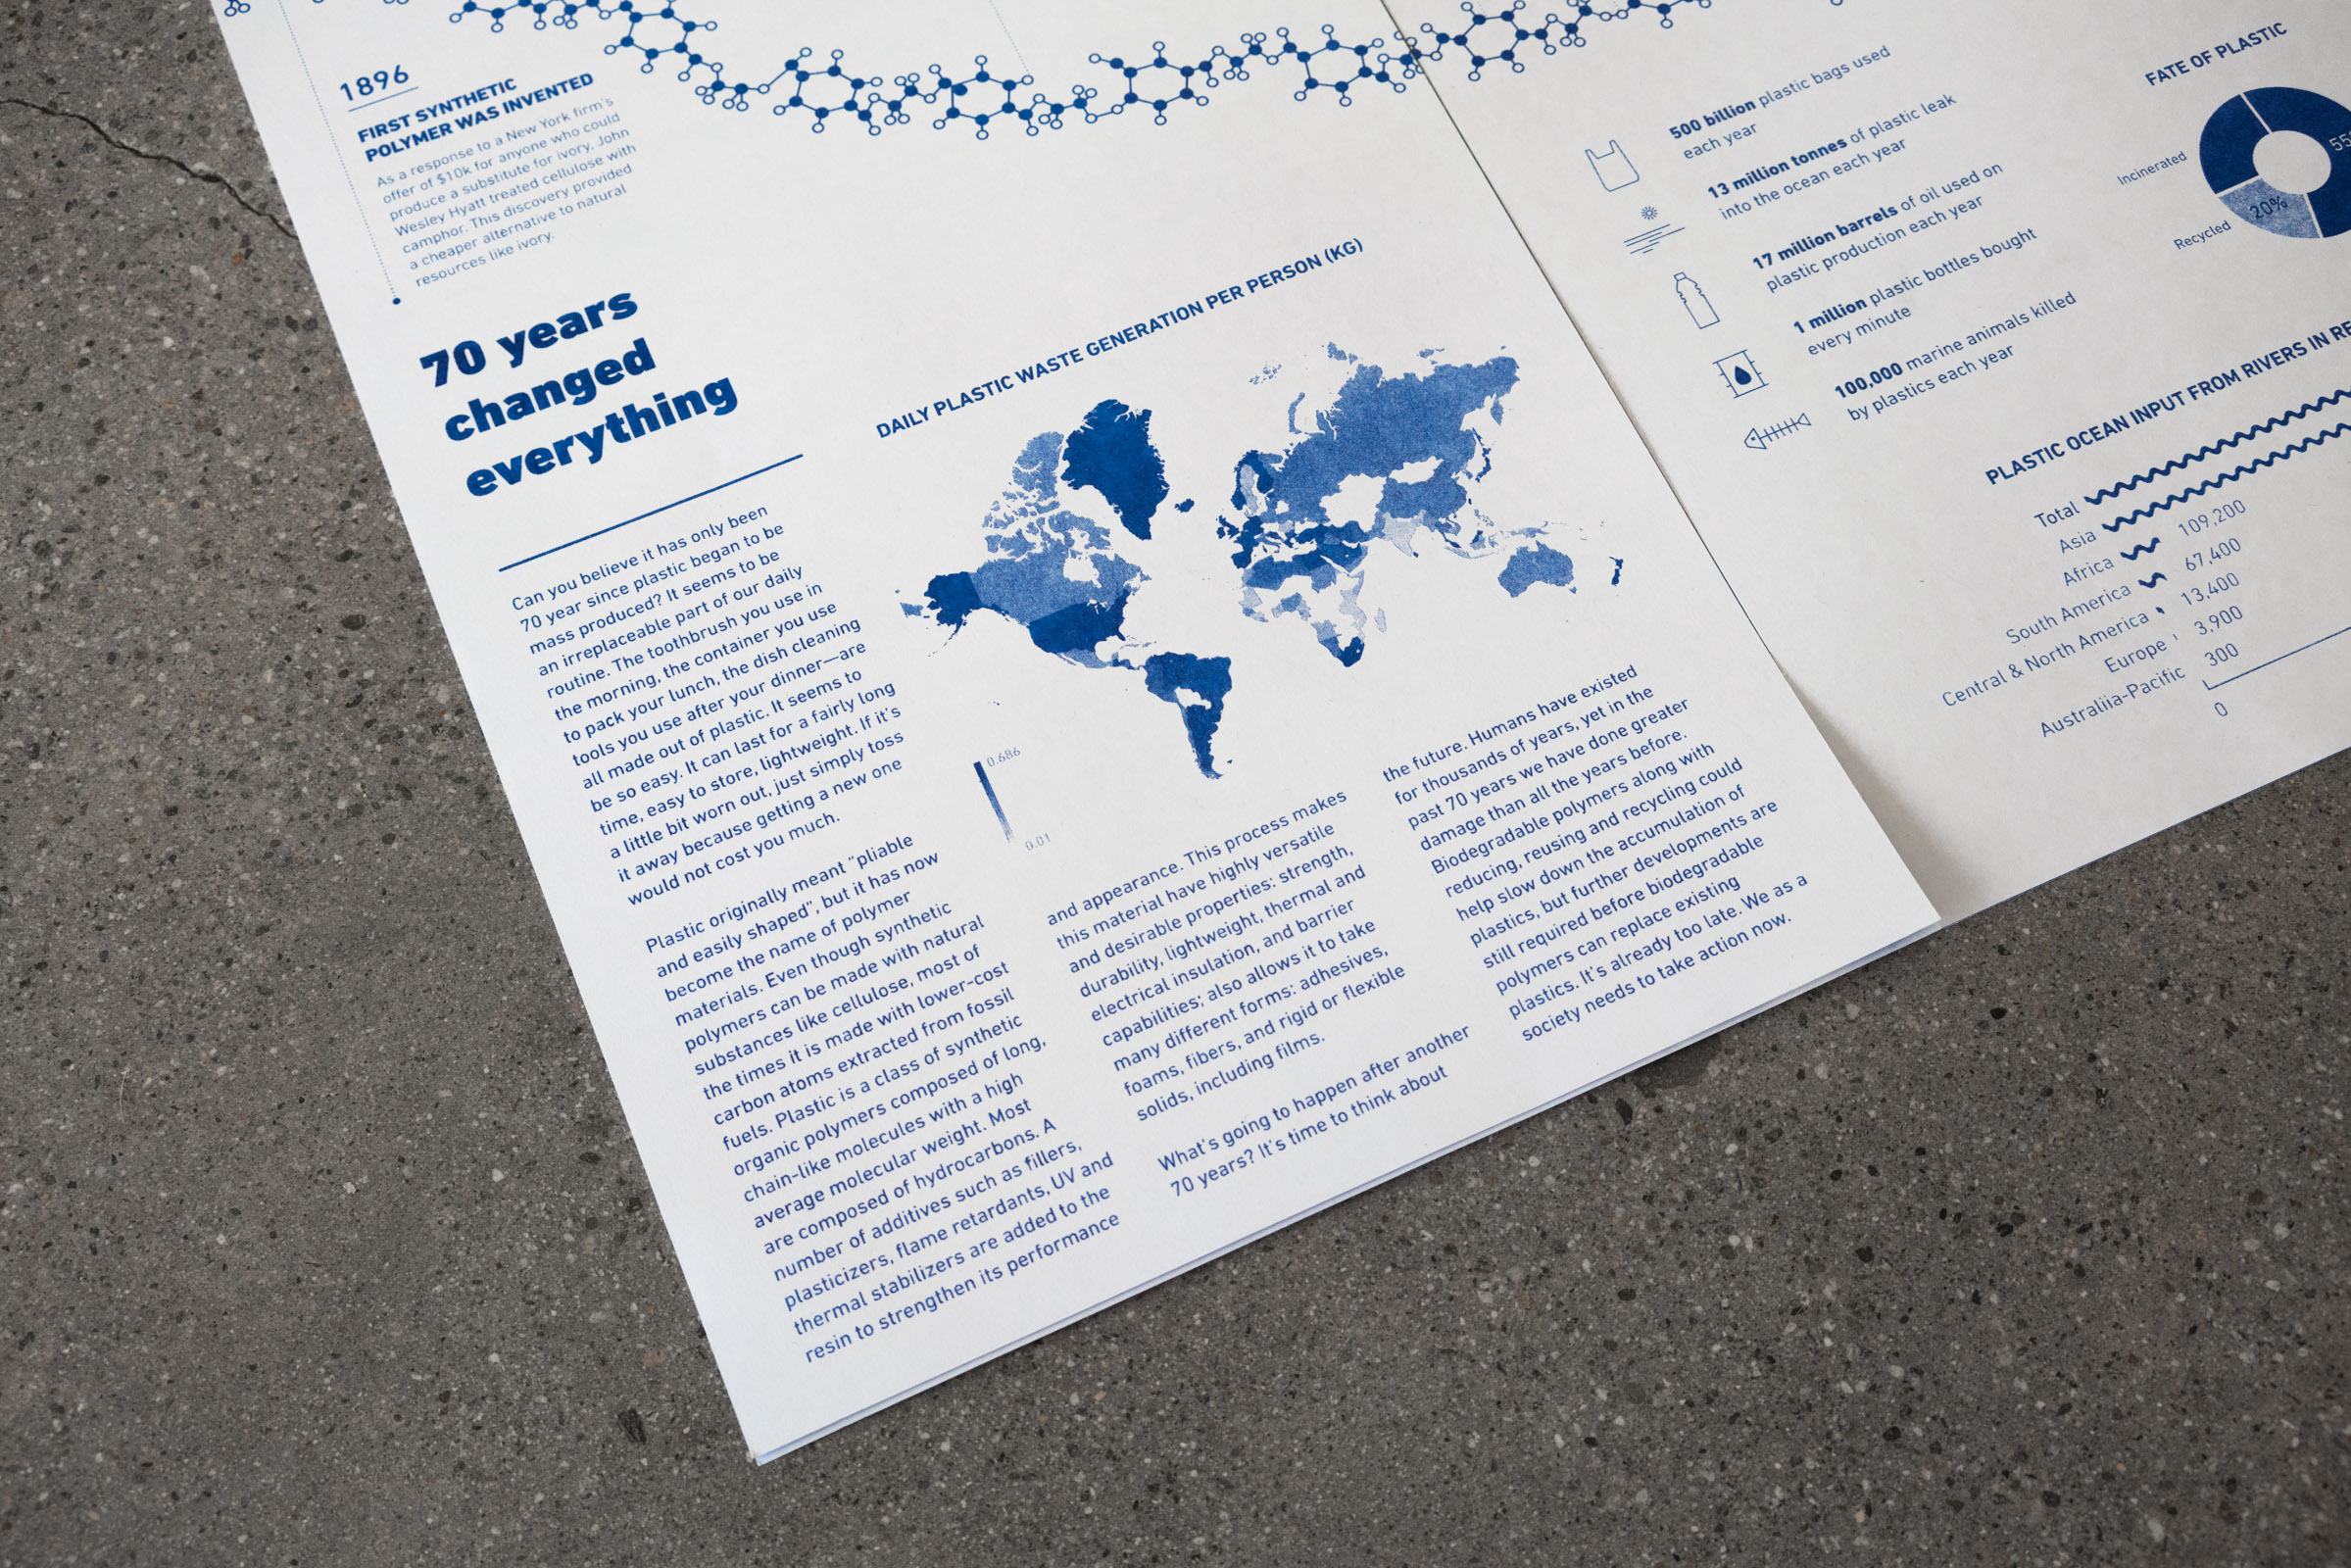 1896
FIRST SYNTHETIC
POLYMER WAS INVENTED
As a response to a New York firm's
offer of $10k for anyone who could
produce a substitute for ivory, John
Wesley Hyatt treated cellulose with
camphor. This discovery provided
a cheaper alternative to natural
resources like ivory.
70 years
changed
everything
Can you believe it has only been
70 year since plastic began to be
mass produced? It seems to be
an irreplaceable part of our daily
routine. The toothbrush you use in
the morning, the container you use
to pack your lunch, the dish cleaning
tools you use after your dinner—are
all made out of plastic. It seems to
be so easy. It can last for a fairly long
time, easy to store, lightweight. If it's
a little bit worn out, just simply toss
it away because getting a new one
would not cost you much.
Plastic originally meant "pliable
and easily shaped", but it has now
become the name of polymer
materials. Even though synthetic
polymers can be made with natural
substances like cellulose, most of
the times it is made with lower-cost
carbon atoms extracted from fossil
fuels. Plastic is a class of synthetic
organic polymers composed of long,
chain-like molecules with a high
average molecular weight. Most
are composed of hydrocarbons. A
number of additives such as fillers,
plasticizers, flame retardants, UV and
thermal stabilizers are added to the
resin to strengthen its performance
DAILY PLASTIC WASTE GENERATION PER PERSON (KG)
0.686
0.01
and appearance. This process makes
this material have highly versatile
and desirable properties: strength,
durability, lightweight, thermal and
electrical insulation, and barrier
capabilities; also allows it to take
many different forms: adhesives,
foams, fibers, and rigid or flexible
solids, including films.
What's going to happen after another
70 years? It's time to think about
the future. Humans have existed
for thousands of years, yet in the
past 70 years we have done greater
damage than all the years before.
Biodegradable polymers along with
reducing, reusing and recycling could
help slow down the accumulation of
plastics, but further developments are
still required before biodegradable
polymers can replace existing
plastics. It's already too late. We as a
society needs to take action now.
500 billion plastic bags used
each year
13 million tonnes of plastic leak
into the ocean each year
17 million barrels of oil used on
plastic production each year
1 million plastic bottles bought
every minute
100,000 marine animals killed
by plastics each year
FATE OF PLASTIC
55%
Incinerated
20%
Recycled
PLASTIC OCEAN INPUT FROM RIVERS IN
Total
Asia
Africa 109,200
South America 67,400
Central & North America 13,400
Europe 3,900
Australiia-Pacific 300
0